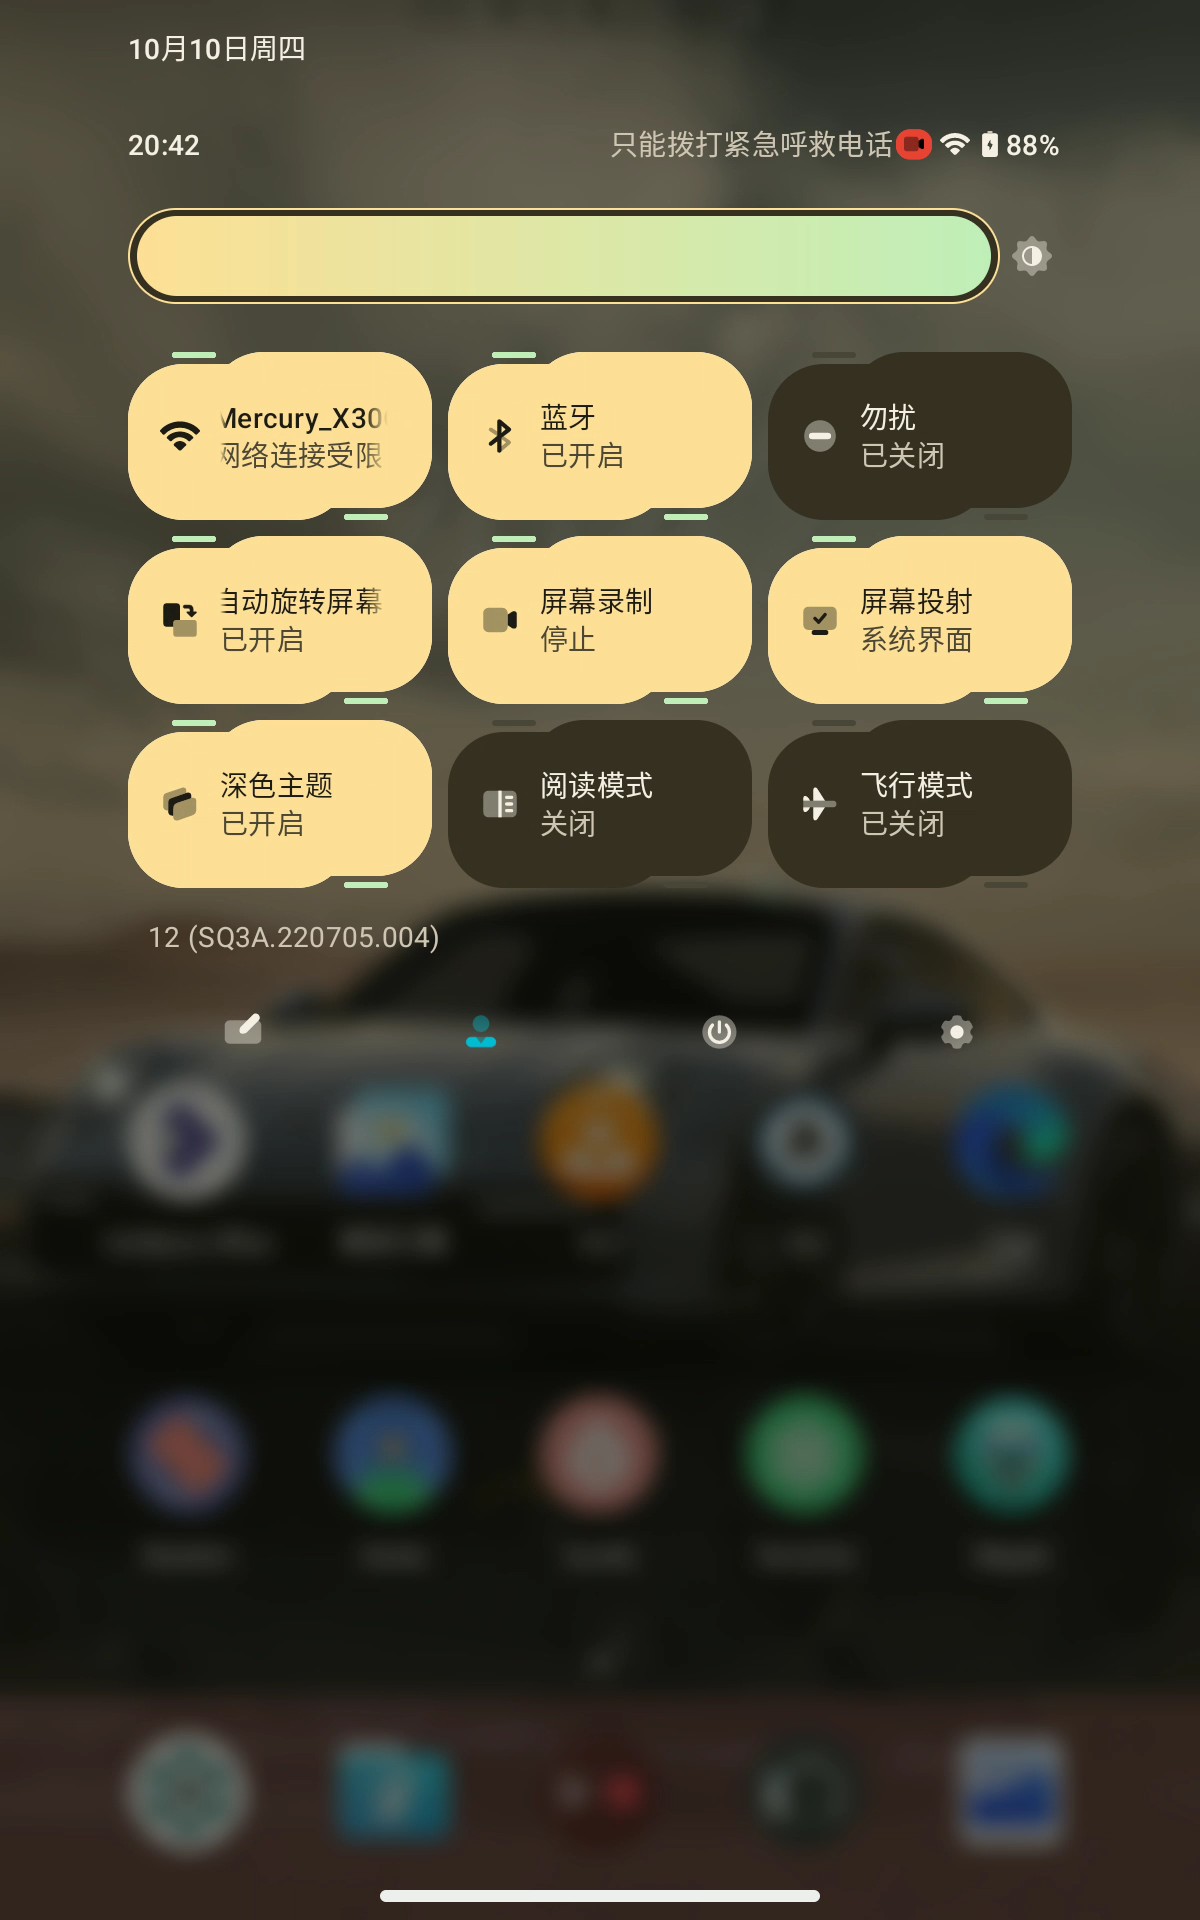 10月10日周四
20:42
只能拨打紧急呼救电话
88%
Mercury_X30
网络连接受限
蓝牙
已开启
勿扰
已关闭
自动旋转屏幕
已开启
屏幕录制
停止
屏幕投射
系统界面
深色主题
已开启
阅读模式
关闭
飞行模式
已关闭
12 (SQ3A.220705.004)